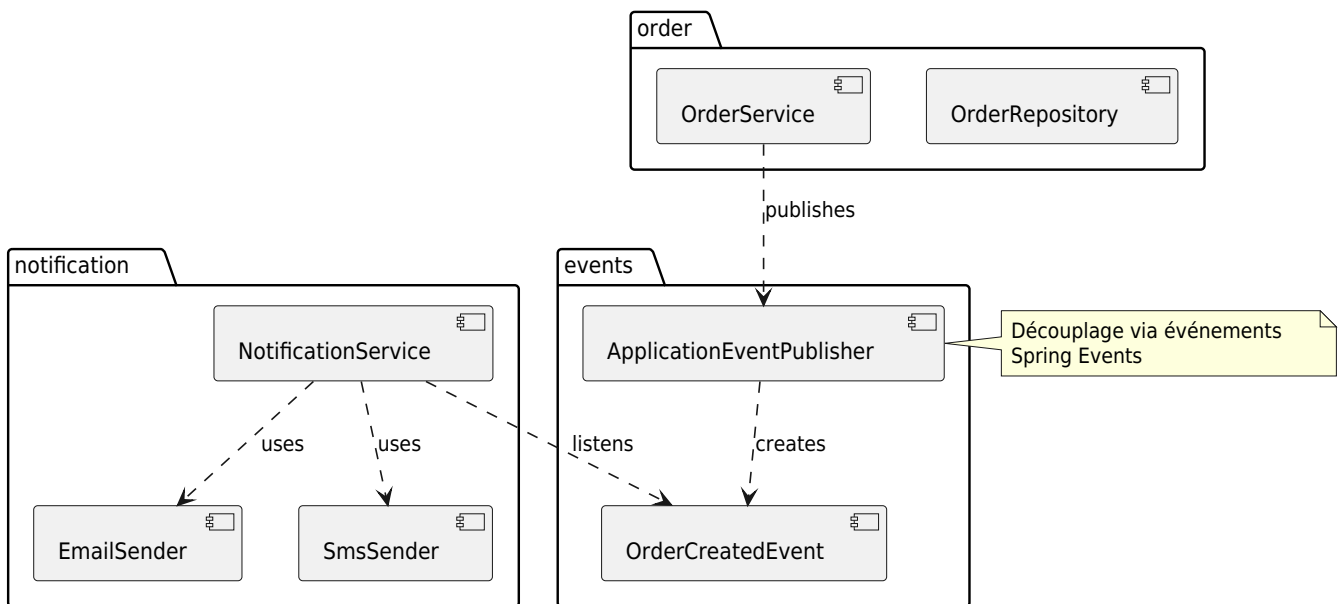 order
OrderService
OrderRepository
publishes
notification
events
NotificationService
ApplicationEventPublisher
Découplage via événements
Spring Events
uses
uses
listens
creates
EmailSender
SmsSender
OrderCreatedEvent